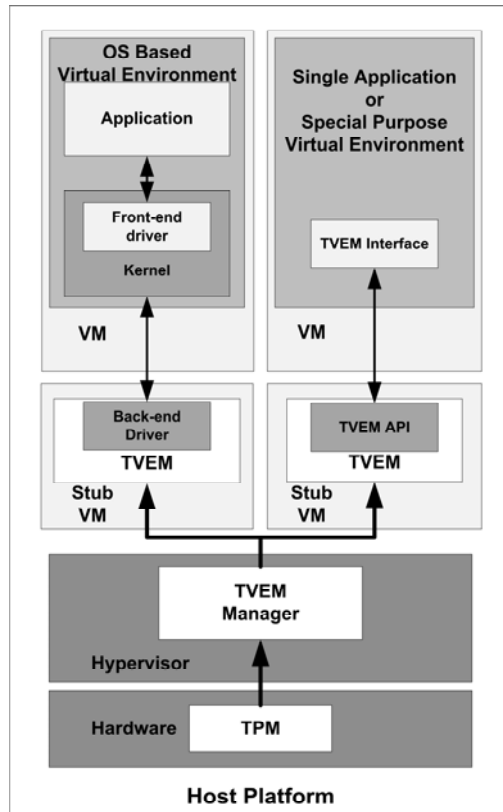 OS Based
Virtual Environment
Application
Front-end
driver
Kernel
VM
Single Application
or
Special Purpose
Virtual Environment
TVEM Interface
VM
Back-end
Driver
TVEM
Stub
VM
TVEM API
TVEM
Stub
VM
TVEM
Manager
Hypervisor
Hardware
TPM
Host Platform